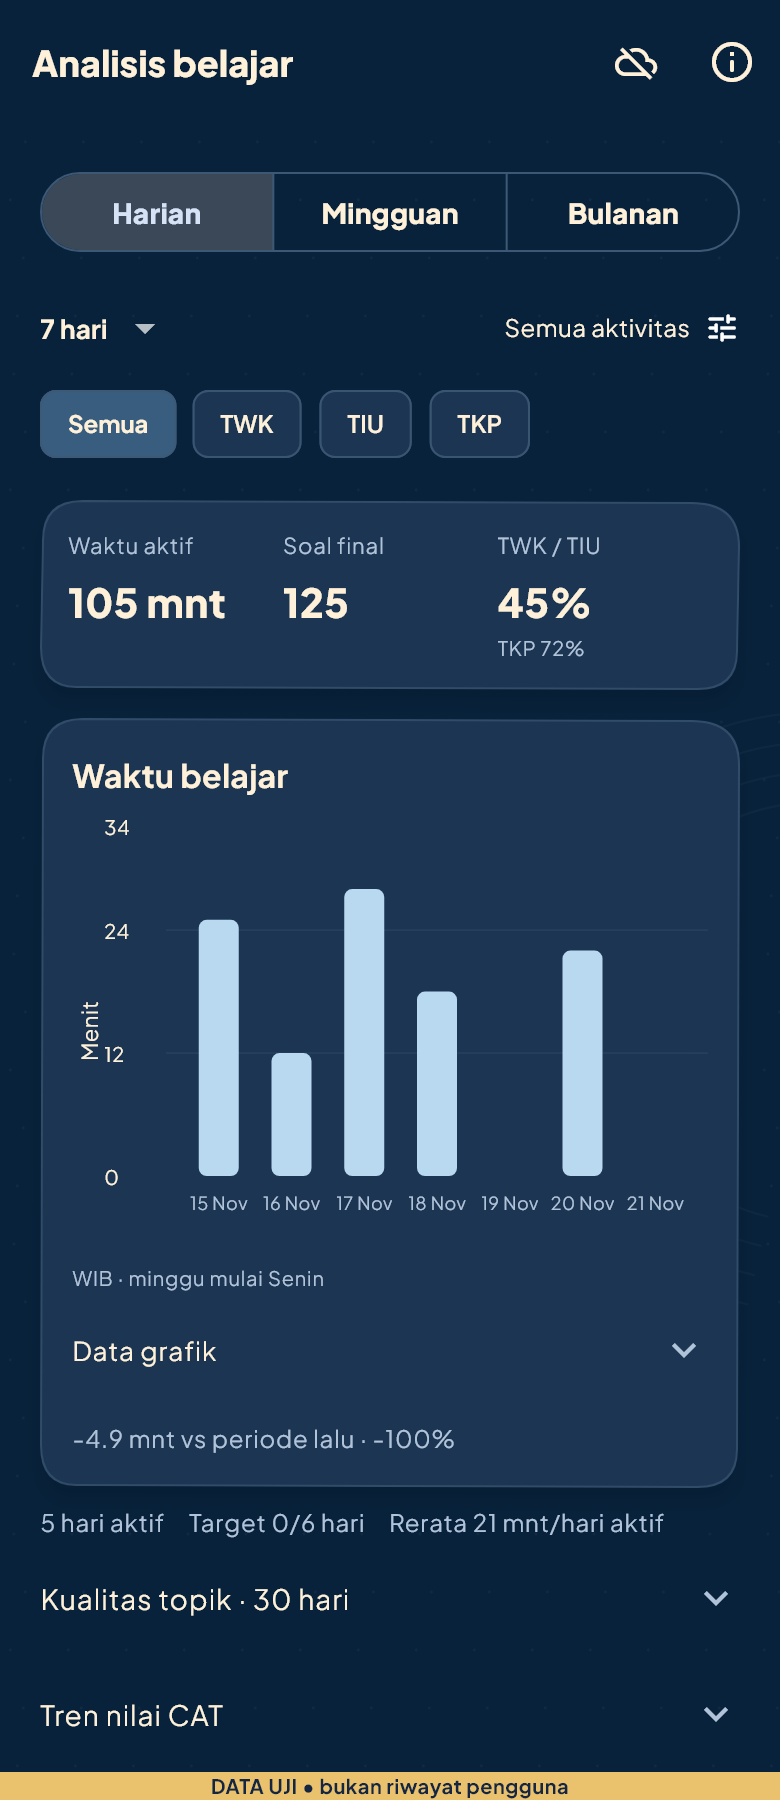 Analisis belajar
Harian Mingguan Bulanan
7 hari Semua aktivitas
Semua TWK TIU TKP
Waktu aktif Soal final TWK / TIU
105 mnt 125 45%
TKP 72%
Waktu belajar
34
24
Menit
12
0
15 Nov 16 Nov 17 Nov 18 Nov 19 Nov 20 Nov 21 Nov
WIB · minggu mulai Senin
Data grafik
-4.9 mnt vs periode lalu · -100%
5 hari aktif Target 0/6 hari Rerata 21 mnt/hari aktif
Kualitas topik · 30 hari
Tren nilai CAT
DATA UJI • bukan riwayat pengguna